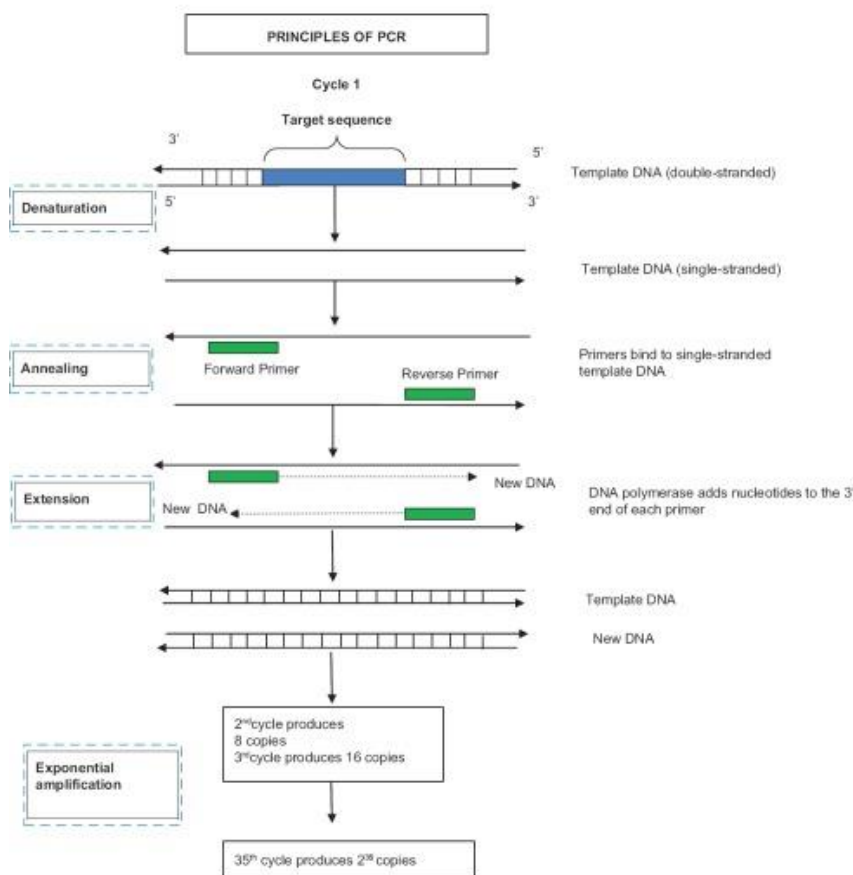 PRINCIPLES OF PCR
Cycle 1
Target sequence
3'
5'
Template DNA (double-stranded)
5'
3'
Denaturation
Template DNA (single-stranded)
Annealing
Forward Primer
Reverse Primer
Primers bind to single-stranded
template DNA
Extension
New DNA
New DNA
DNA polymerase adds nucleotides to the 3'
end of each primer
Template DNA
New DNA
Exponential
amplification
2nd cycle produces
8 copies
3rd cycle produces 16 copies
35th cycle produces 2³⁶ copies